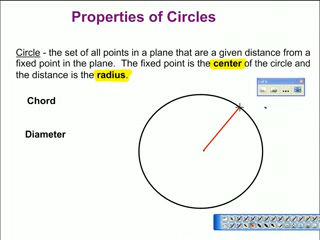 Properties of Circles
Circle - the set of all points in a plane that are a given distance from a
fixed point in the plane. The fixed point is the center of the circle and
the distance is the radius.
Chord
Diameter